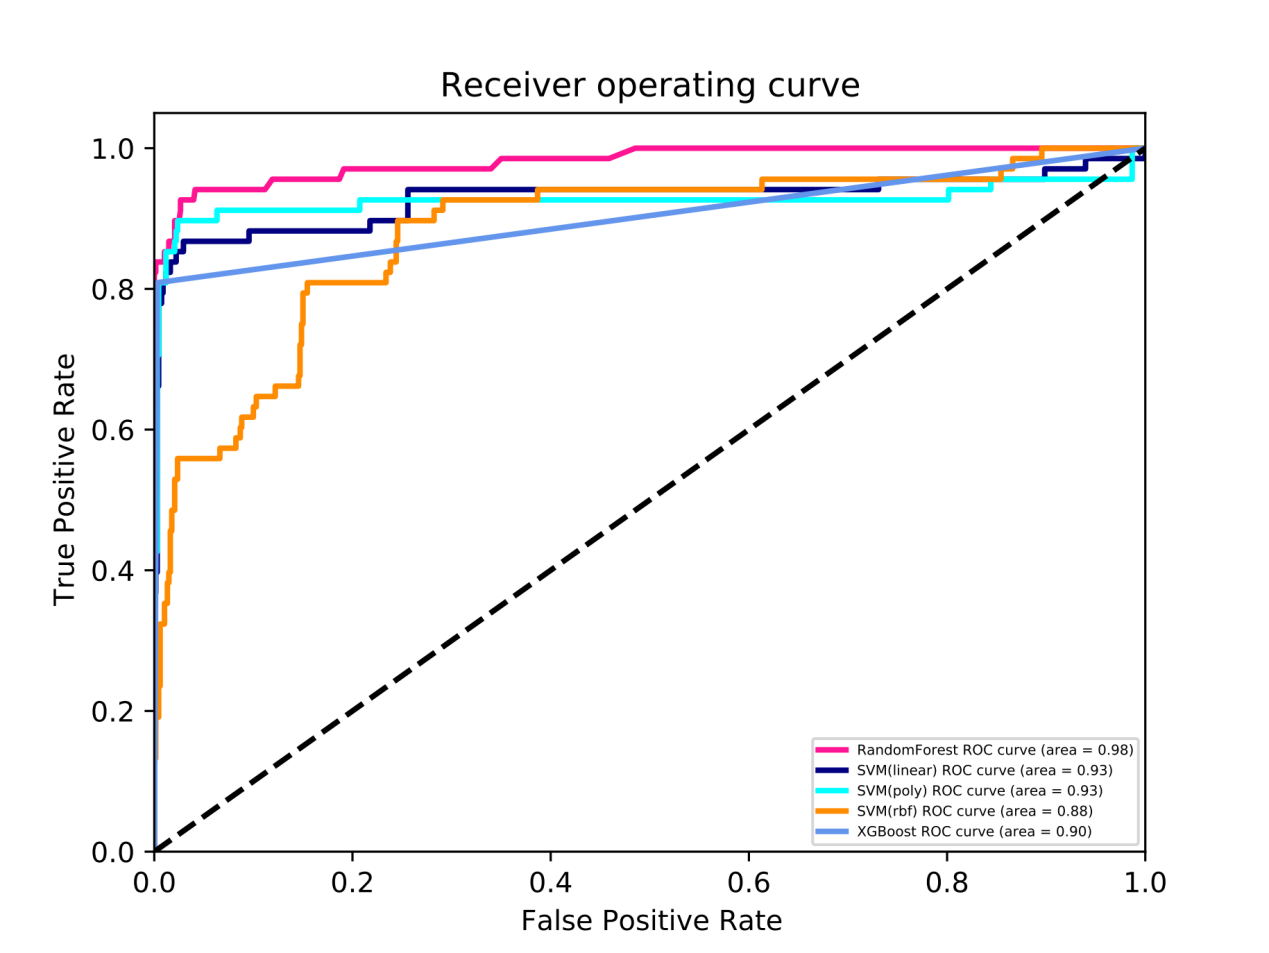 Receiver operating curve
True Positive Rate
1.0
0.8
0.6
0.4
0.2
0.0
RandomForest ROC curve (area = 0.98)
SVM(linear) ROC curve (area = 0.93)
SVM(poly) ROC curve (area = 0.93)
SVM(rbf) ROC curve (area = 0.88)
XGBoost ROC curve (area = 0.90)
0.0 0.2 0.4 0.6 0.8 1.0
False Positive Rate